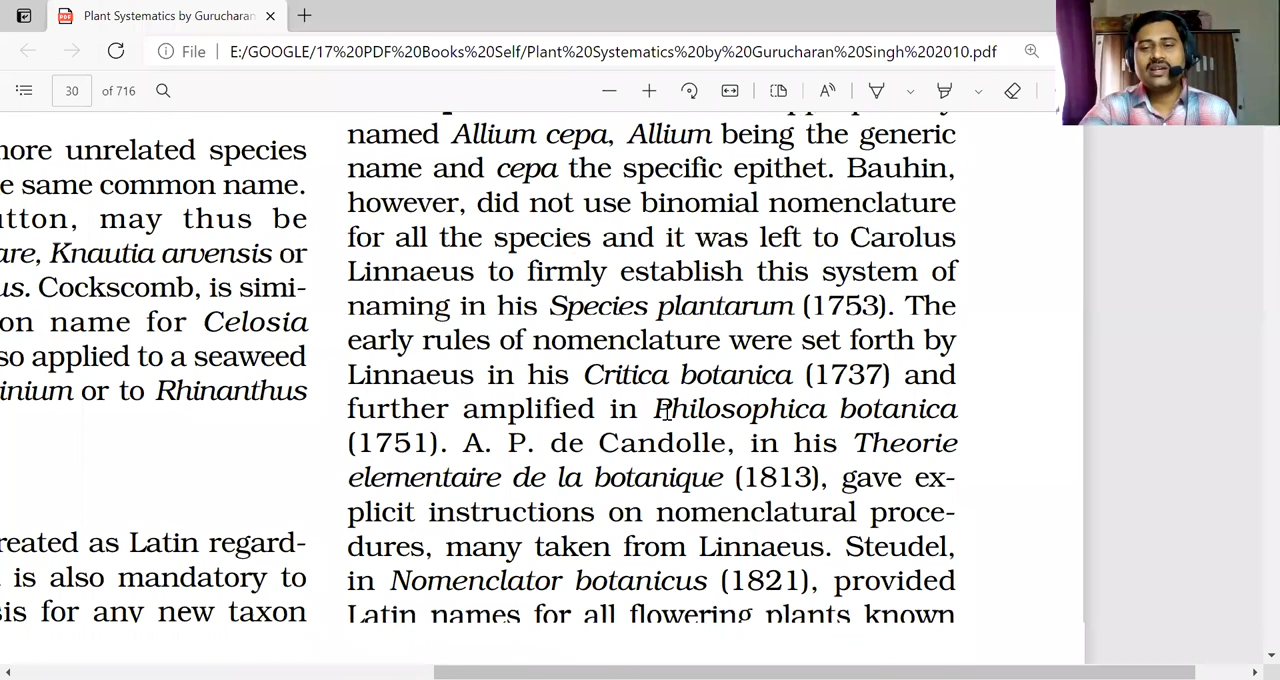 Plant Systematics by Gurucharan
File
E:/GOOGLE/17%20PDF%20Books%20Self/Plant%20Systematics%20by%20Gurucharan%20Singh%202010.pdf
30 of 716
more unrelated species
e same common name.
utton, may thus be
are, Knautia arvensis or
us. Cockscomb, is simi-
on name for Celosia
so applied to a seaweed
inium or to Rhinanthus
reated as Latin regard-
is also mandatory to
sis for any new taxon
named Allium cepa, Allium being the generic
name and cepa the specific epithet. Bauhin,
however, did not use binomial nomenclature
for all the species and it was left to Carolus
Linnaeus to firmly establish this system of
naming in his Species plantarum (1753). The
early rules of nomenclature were set forth by
Linnaeus in his Critica botanica (1737) and
further amplified in Philosophica botanica
(1751). A. P. de Candolle, in his Theorie
elementaire de la botanique (1813), gave ex-
plicit instructions on nomenclatural proce-
dures, many taken from Linnaeus. Steudel,
in Nomenclator botanicus (1821), provided
Latin names for all flowering plants known